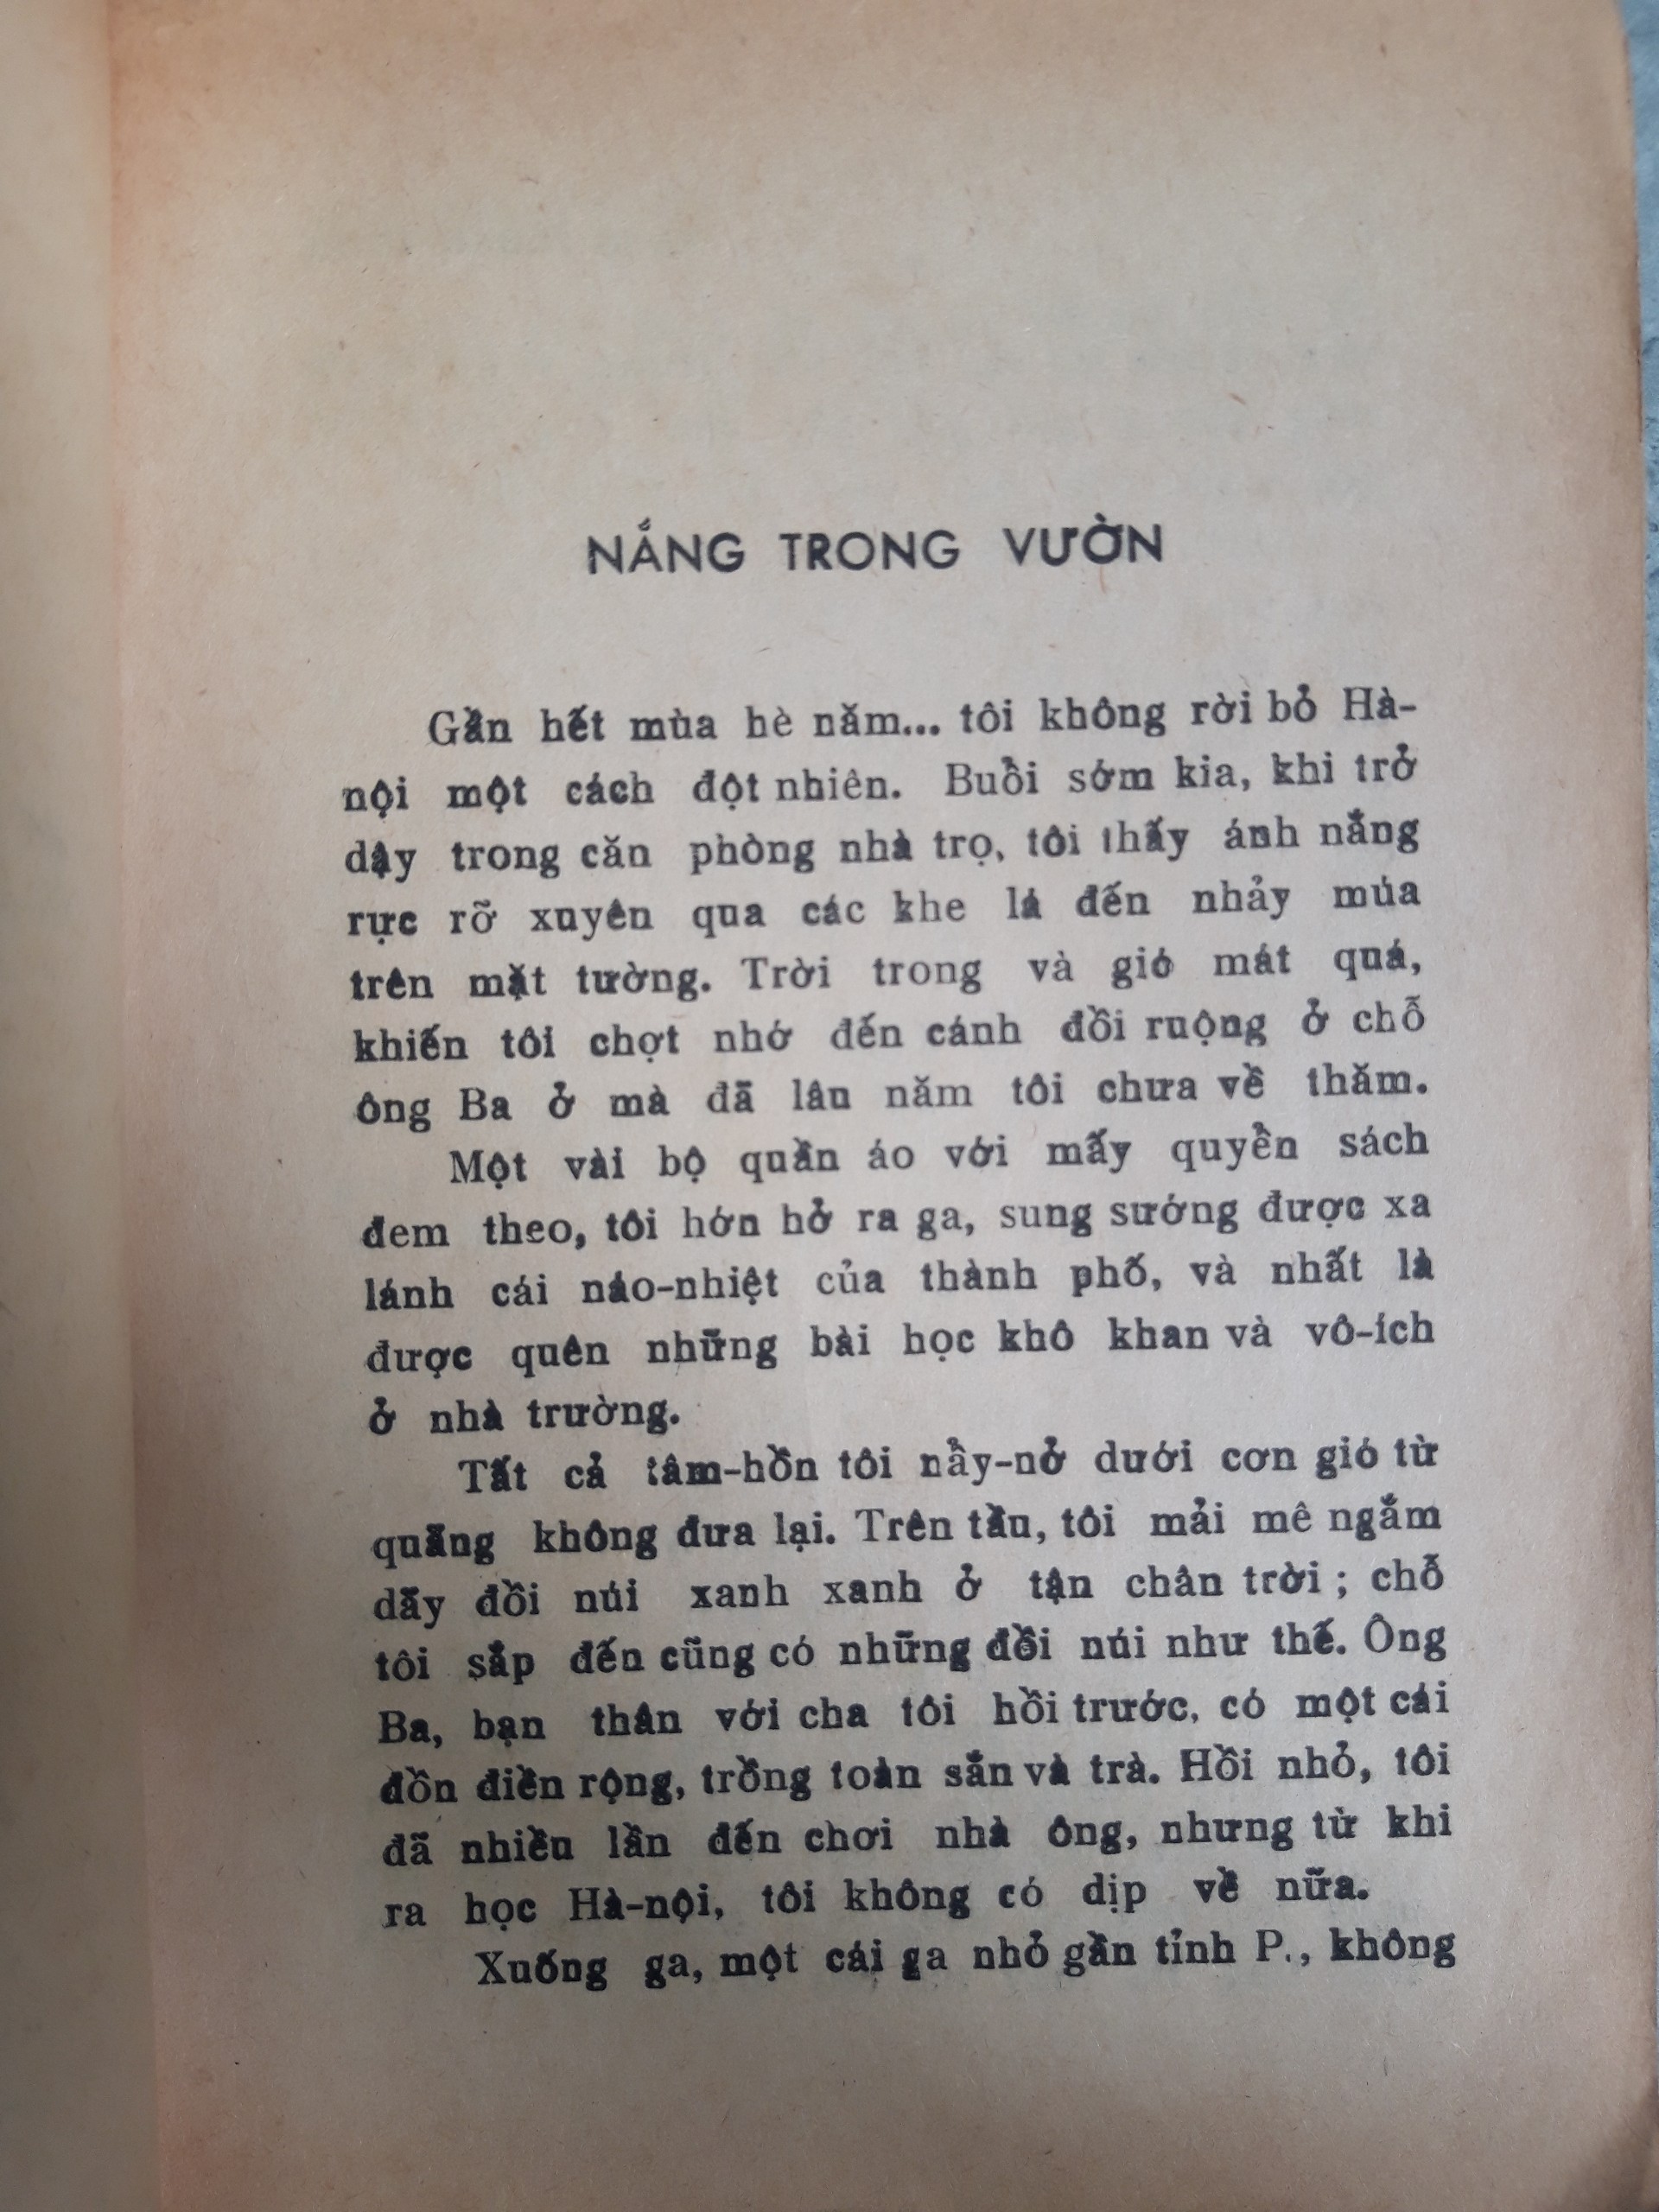 NẮNG TRONG VƯỜN
Gần hết mùa hè năm... tôi không rời bỏ Hà-
nội một cách đột nhiên. Buổi sớm kia, khi trở
dậy trong căn phòng nhà trọ, tôi thấy ánh nắng
rực rỡ xuyên qua các khe lá đến nhảy múa
trên mặt tường. Trời trong và gió mát quá,
khiến tôi chợt nhớ đến cánh đồi ruộng ở chỗ
ông Ba ở mà đã lâu năm tôi chưa về thăm.
Một vài bộ quần áo với mấy quyển sách
đem theo, tôi hớn hở ra ga, sung sướng được xa
lánh cái náo-nhiệt của thành phố, và nhất là
được quên những bài học khô khan và vô-ích
ở nhà trường.
Tất cả tâm-hồn tôi nẩy-nở dưới cơn gió từ
quãng không đưa lại. Trên tầu, tôi mải mê ngắm
dẫy đồi núi xanh xanh ở tận chân trời ; chỗ
tôi sắp đến cũng có những đồi núi như thế. Ông
Ba, bạn thân với cha tôi hồi trước, có một cái
đồn điền rộng, trồng toàn sắn và trà. Hồi nhỏ, tôi
đã nhiều lần đến chơi nhà ông, nhưng từ khi
ra học Hà-nội, tôi không có dịp về nữa.
Xuống ga, một cái ga nhỏ gần tỉnh P., không